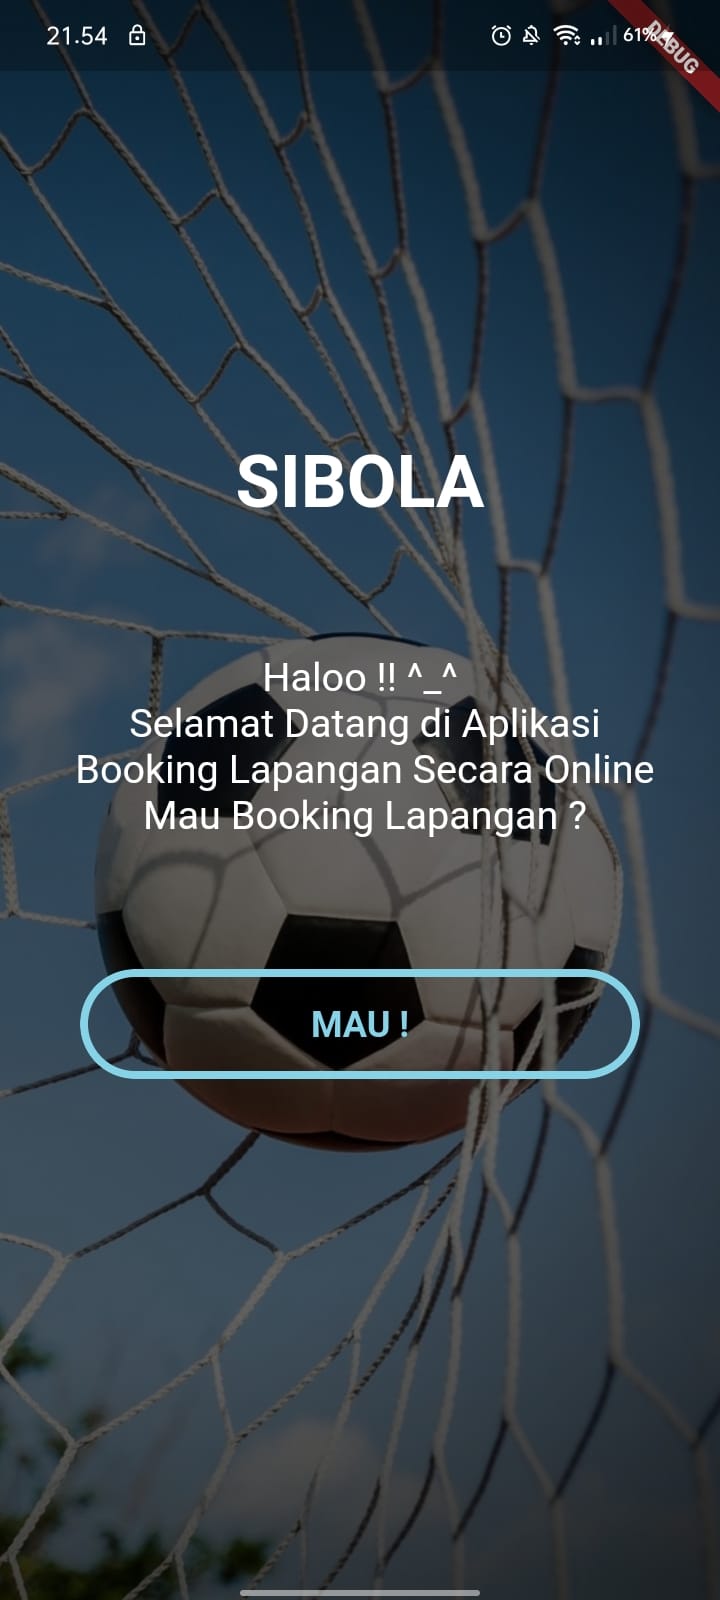 21.54
61%
DEBUG
SIBOLA
Haloo !! ^_^
Selamat Datang di Aplikasi
Booking Lapangan Secara Online
Mau Booking Lapangan ?
MAU !